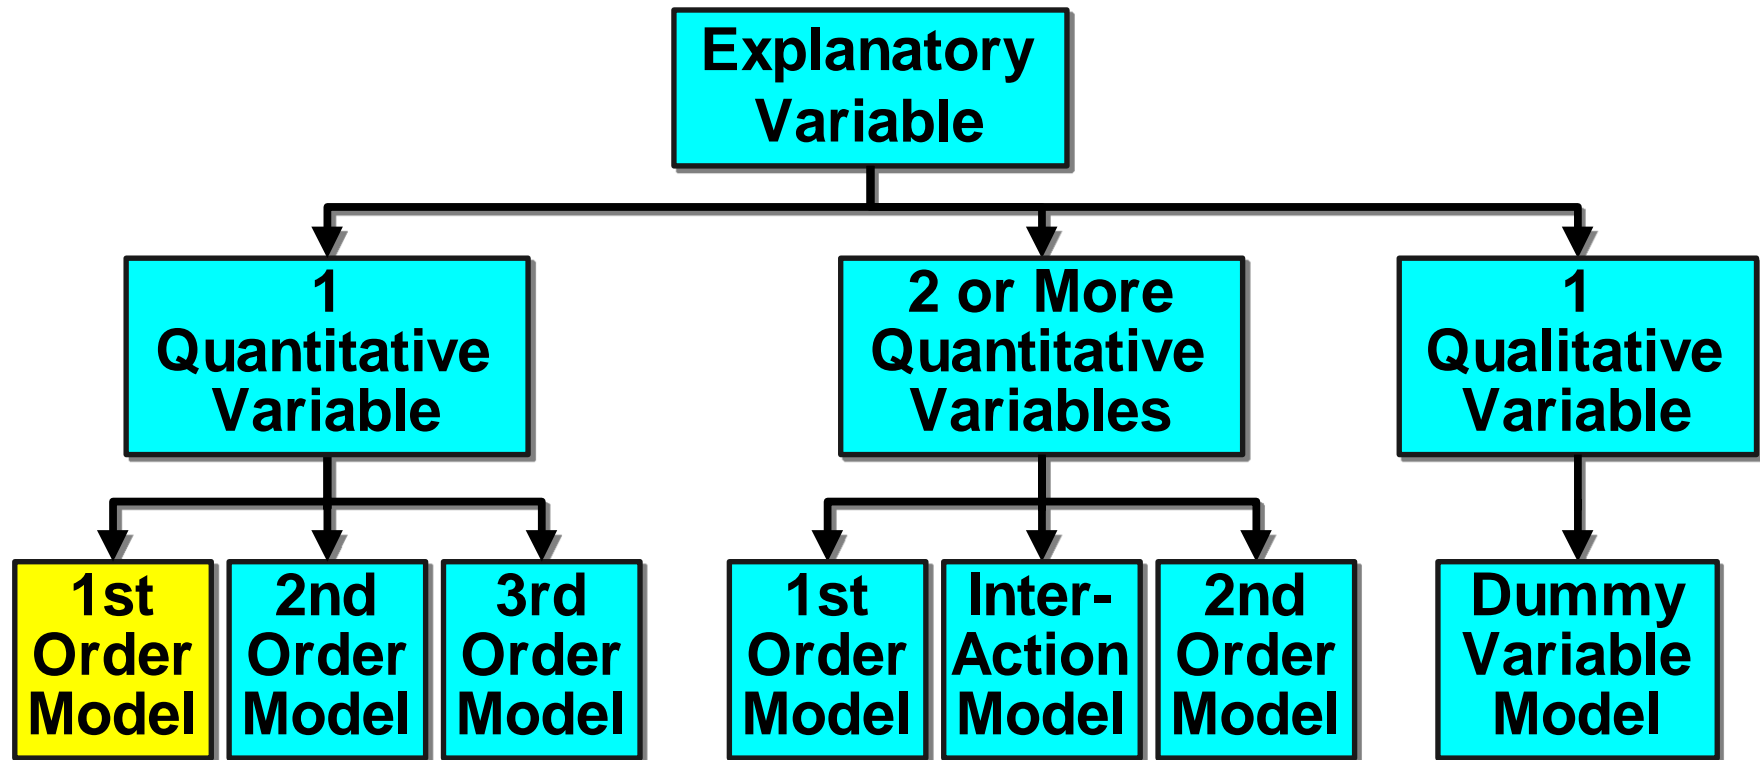 Explanatory
Variable
1
Quantitative
Variable
2 or More
Quantitative
Variables
1
Qualitative
Variable
1st
Order
Model
2nd
Order
Model
3rd
Order
Model
1st
Order
Model
Inter-
Action
Model
2nd
Order
Model
Dummy
Variable
Model